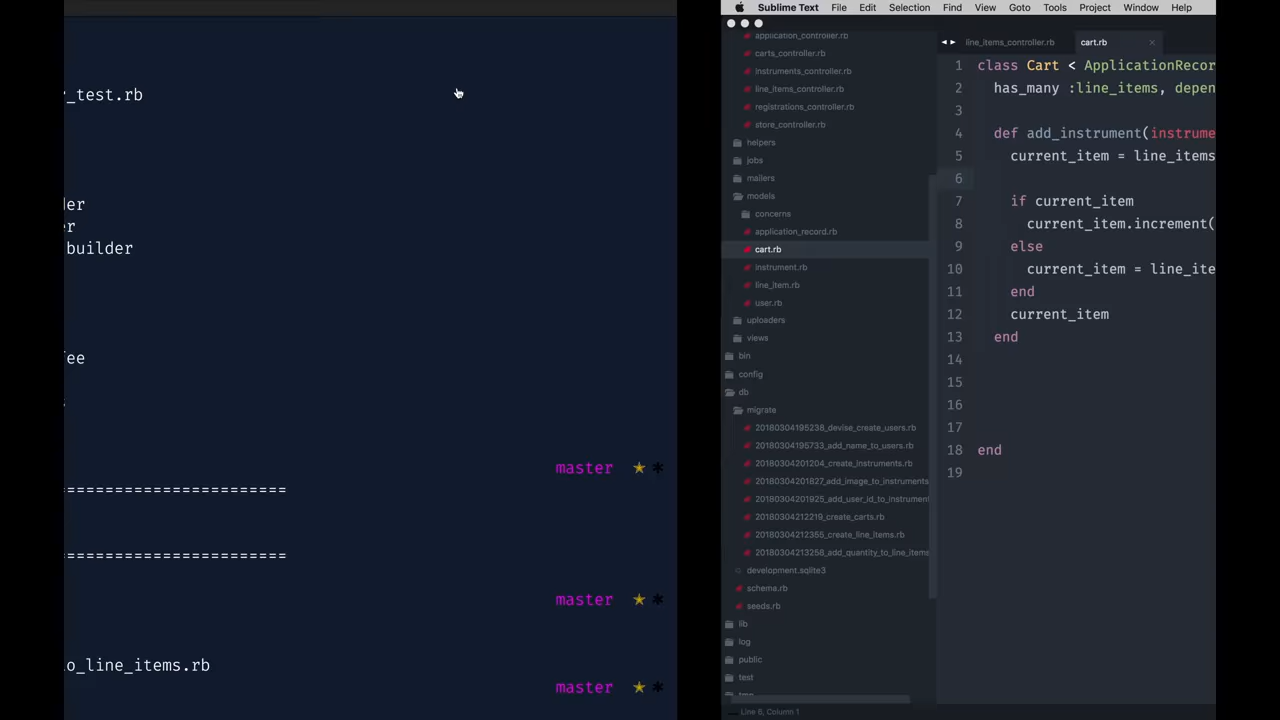 _test.rb
der
er
builder
fee
master ★ *
=======================
=======================
master ★ *
o_line_items.rb
master ★ *
Sublime Text File Edit Selection Find View Goto Tools Project Window Help
application_controller.rb
carts_controller.rb
instruments_controller.rb
line_items_controller.rb
registrations_controller.rb
store_controller.rb
helpers
jobs
mailers
models
concerns
application_record.rb
cart.rb
instrument.rb
line_item.rb
user.rb
uploaders
views
bin
config
db
migrate
20180304195238_devise_create_users.rb
20180304195733_add_name_to_users.rb
20180304201204_create_instruments.rb
20180304201827_add_image_to_instruments
20180304201925_add_user_id_to_instrument
20180304212219_create_carts.rb
20180304212355_create_line_items.rb
20180304213258_add_quantity_to_line_items
development.sqlite3
schema.rb
seeds.rb
lib
log
public
test
tmp
line_items_controller.rb cart.rb
1 class Cart < ApplicationRecor
2 has_many :line_items, depen
3
4 def add_instrument(instrume
5 current_item = line_items
6
7 if current_item
8 current_item.increment(
9 else
10 current_item = line_ite
11 end
12 current_item
13 end
14
15
16
17
18 end
19
Line 8, Column 1